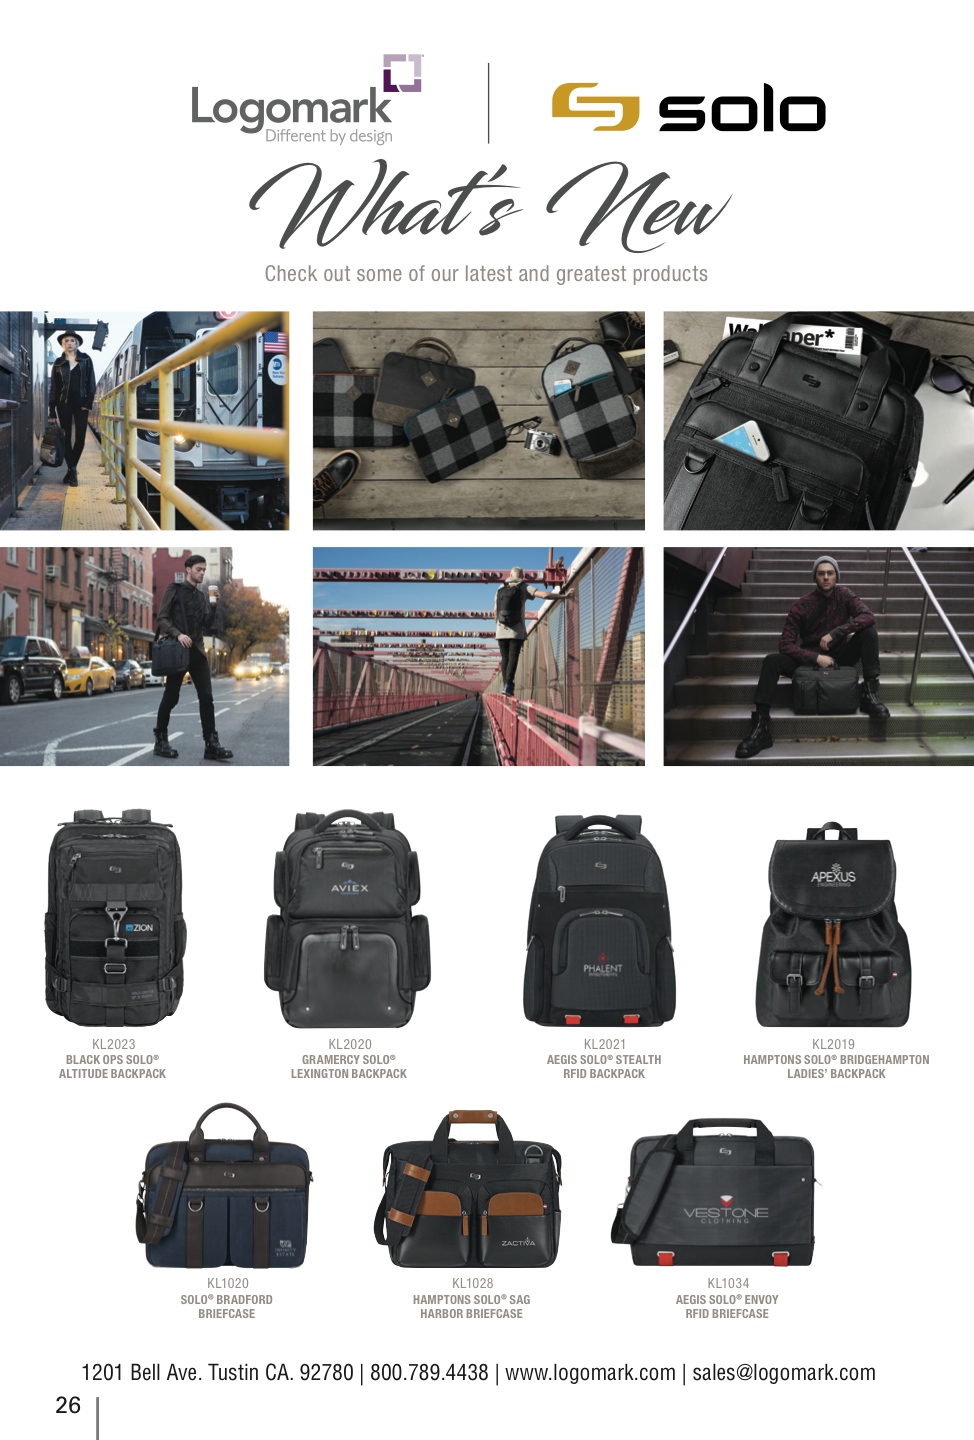 Logomark
Different by design
solo
What's New
Check out some of our latest and greatest products
ZION
AVIEX
PHALENT
APEXUS
ENGINEERING
KL2023
BLACK OPS SOLO®
ALTITUDE BACKPACK
KL2020
GRAMERCY SOLO®
LEXINGTON BACKPACK
KL2021
AEGIS SOLO® STEALTH
RFID BACKPACK
KL2019
HAMPTONS SOLO® BRIDGEHAMPTON
LADIES' BACKPACK
ZACTIVA
VESTONE
CLOTHING
KL1020
SOLO® BRADFORD
BRIEFCASE
KL1028
HAMPTONS SOLO® SAG
HARBOR BRIEFCASE
KL1034
AEGIS SOLO® ENVOY
RFID BRIEFCASE
1201 Bell Ave. Tustin CA. 92780 | 800.789.4438 | www.logomark.com | sales@logomark.com
26